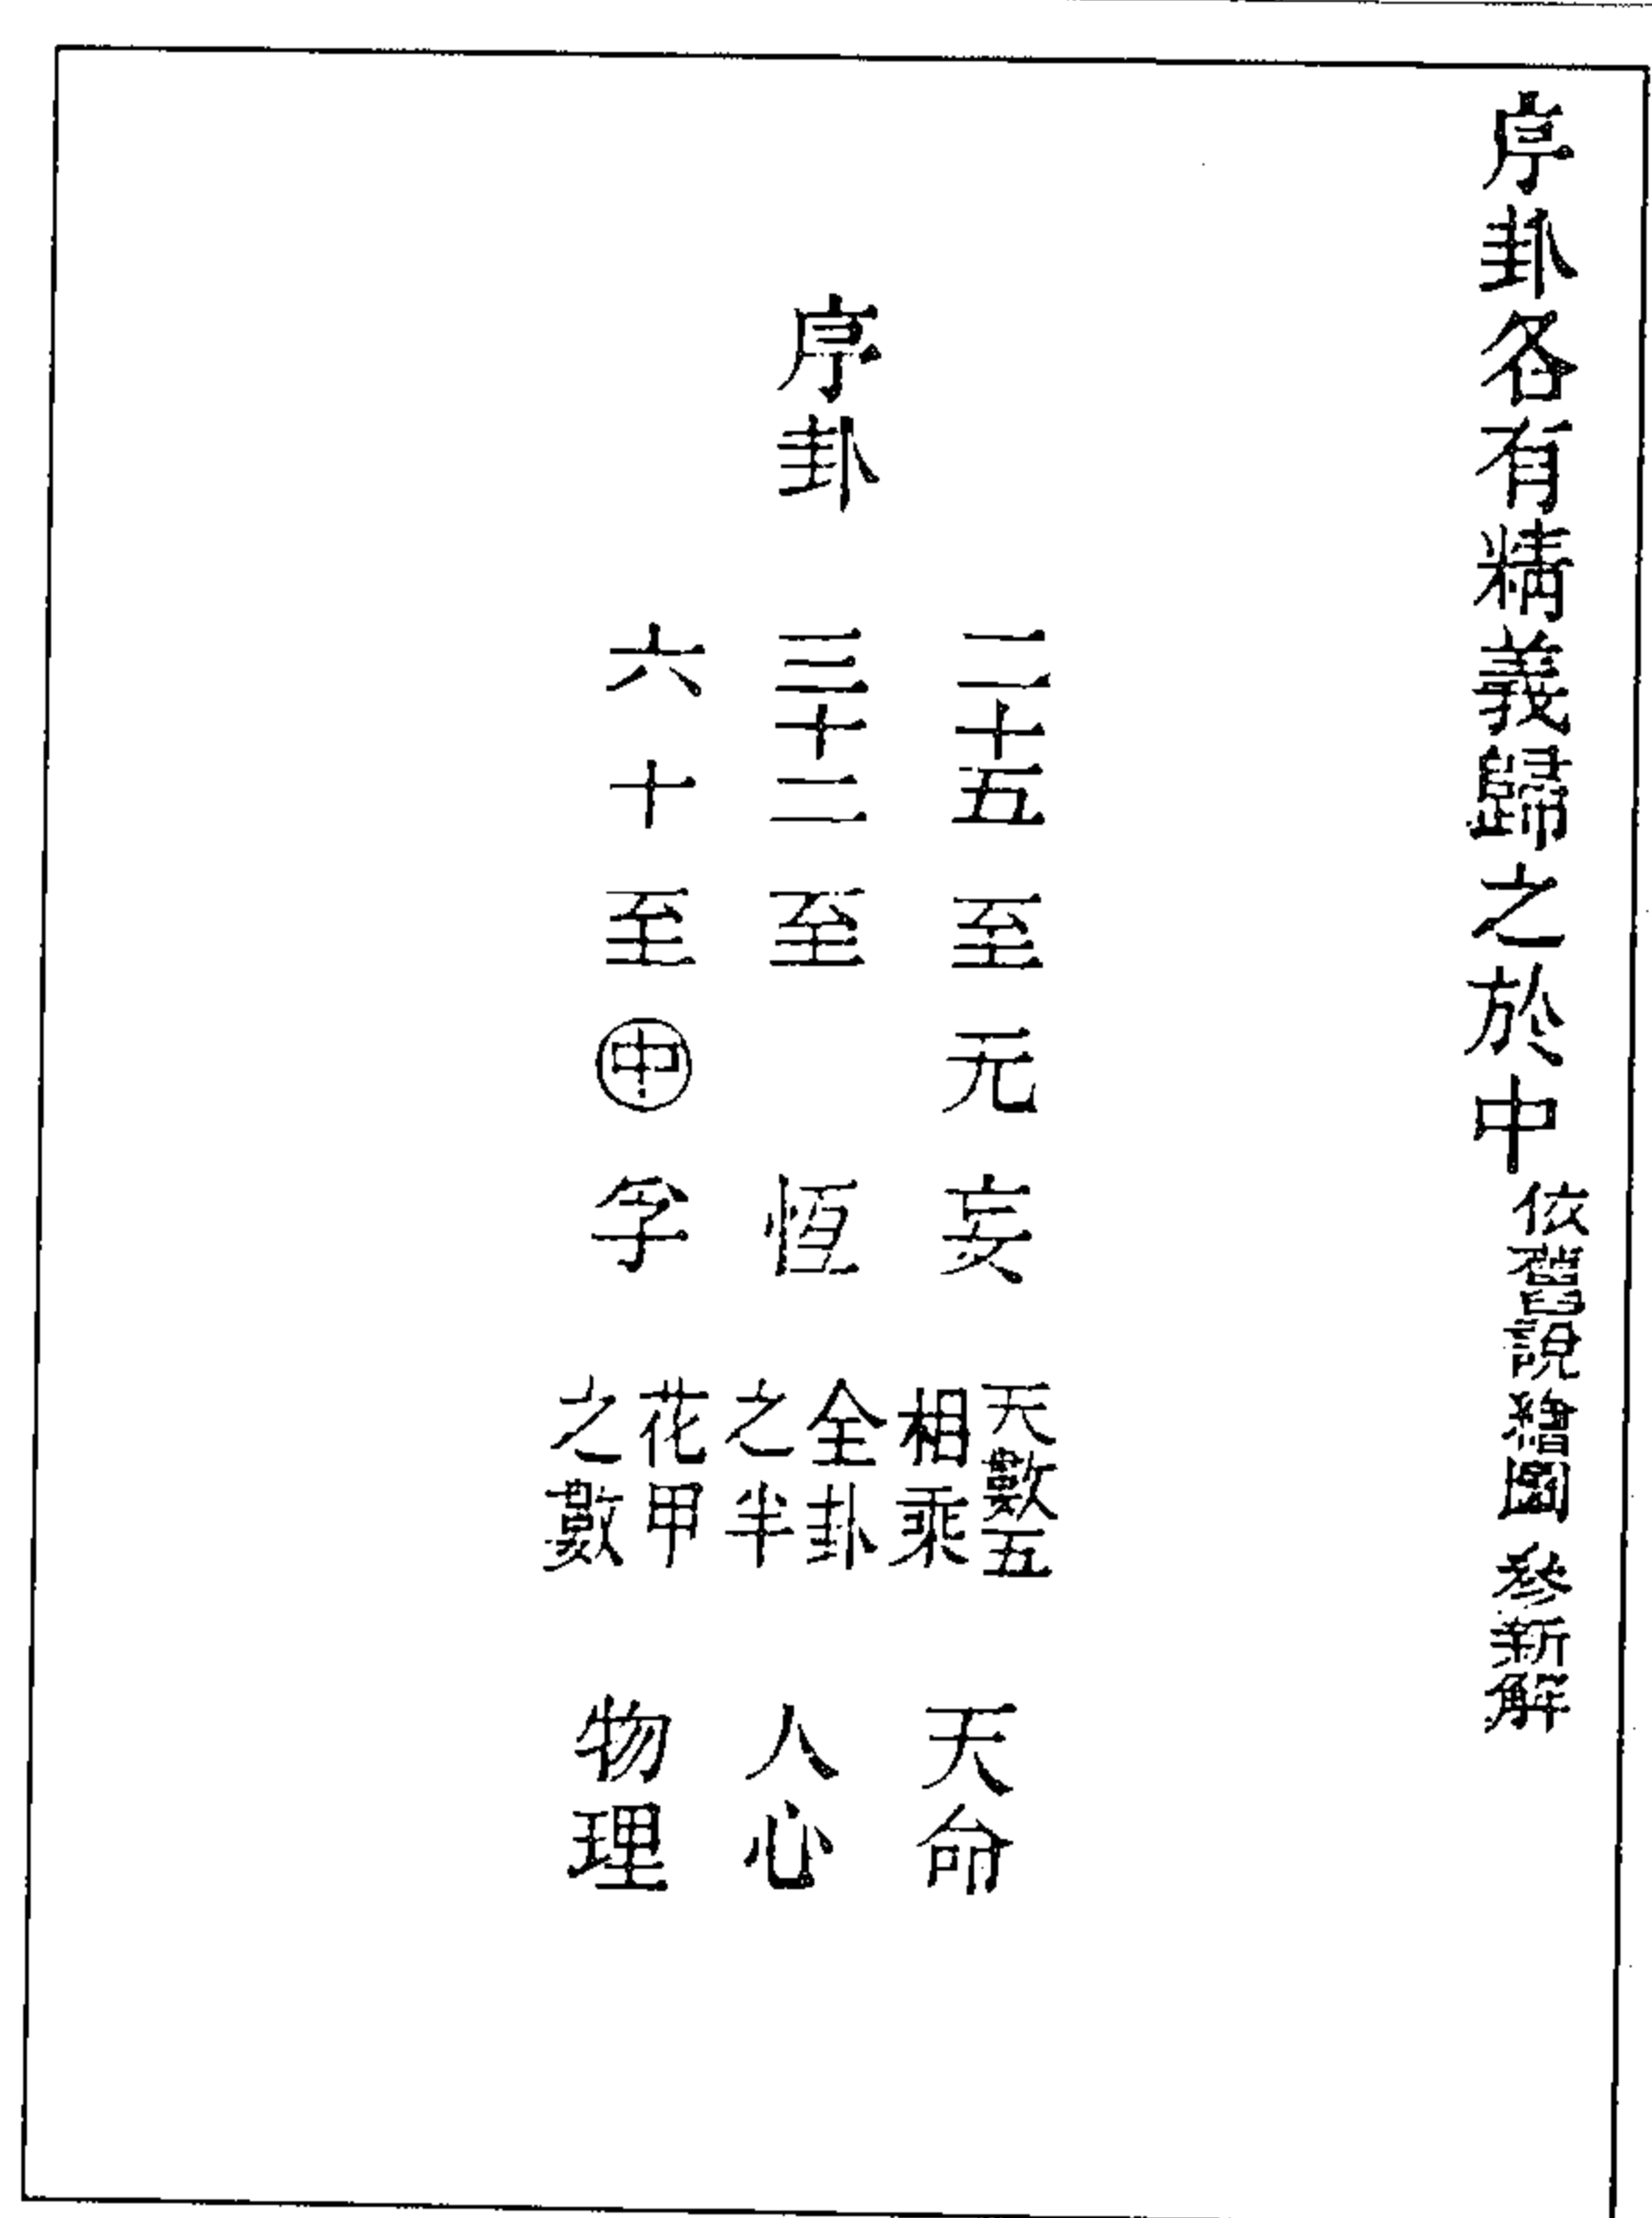 序卦各有精義歸之於中 依舊說繪圖 參新解
序卦
二十五 至 无 妄 天數五相乘 天命
三十二 至 恆 全卦之半 人心
六十 至 ㊥ 孚 花甲之數 物理